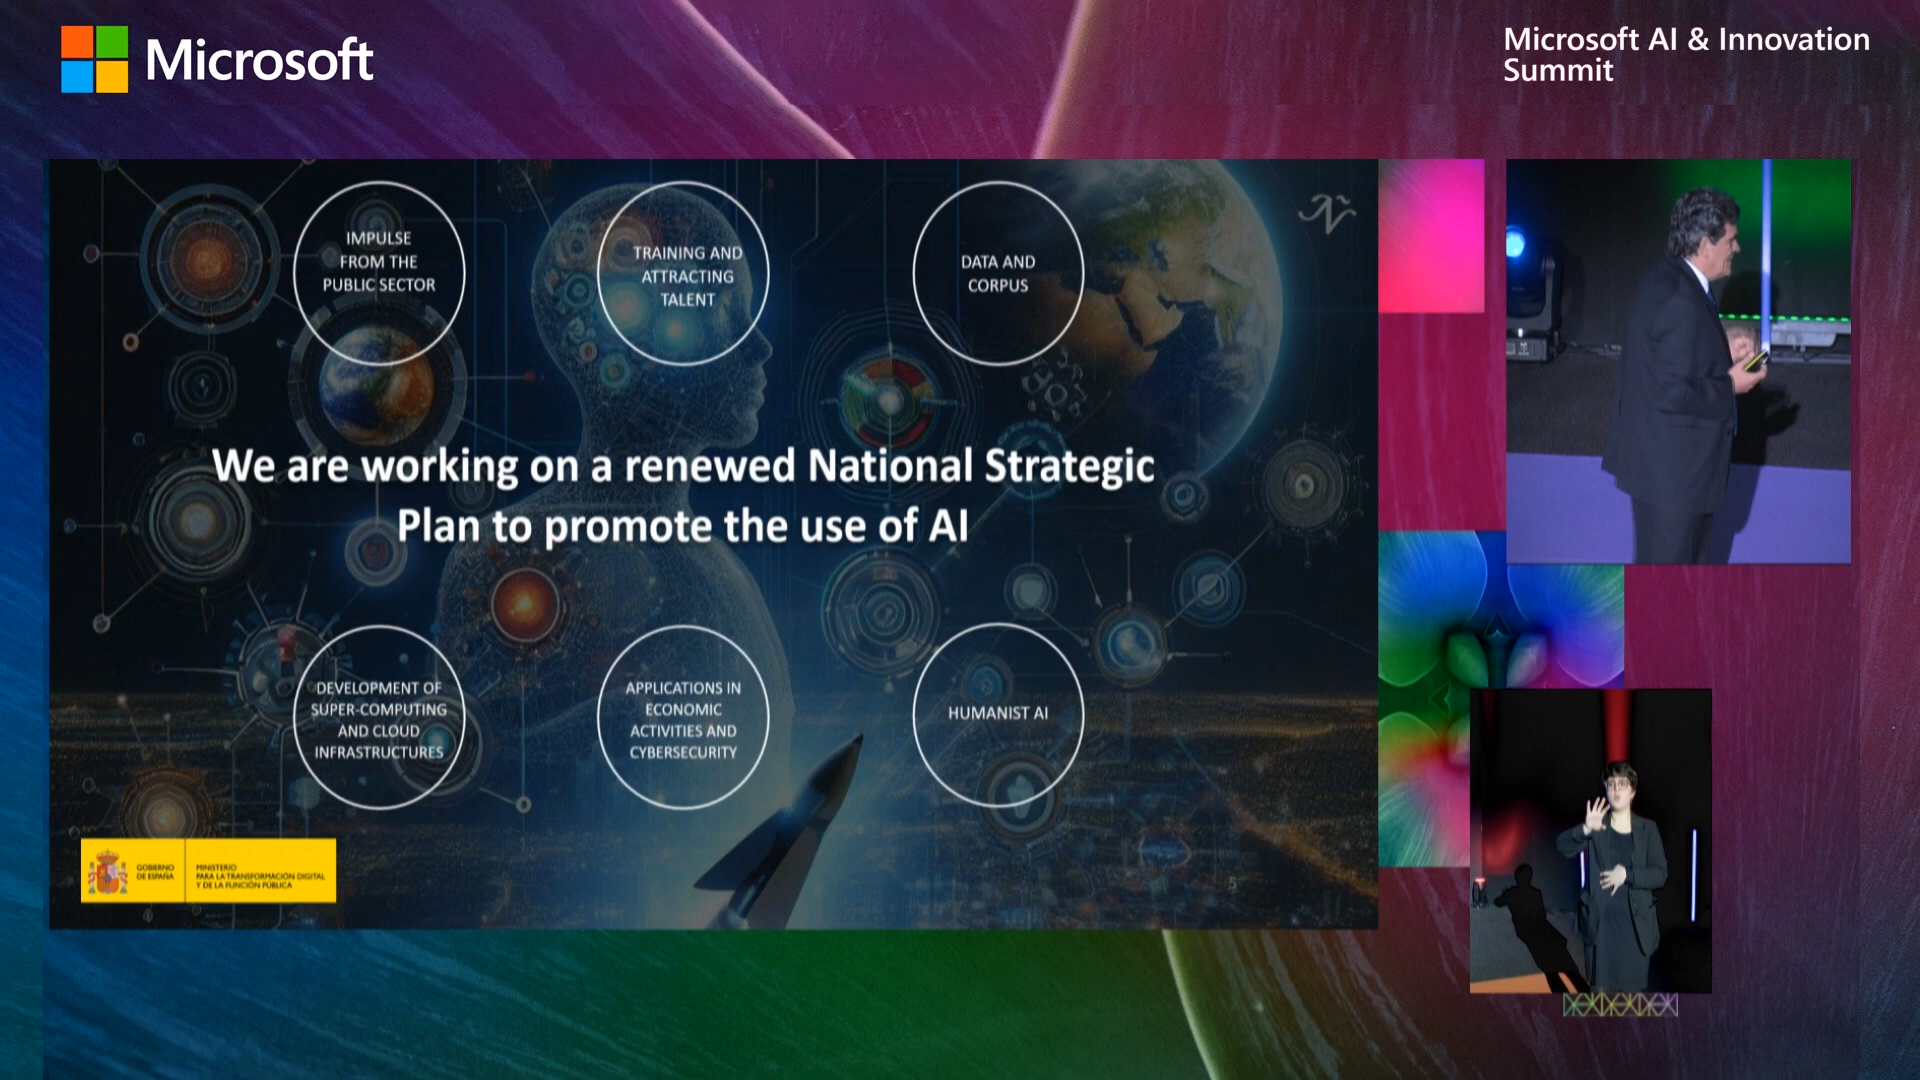 Microsoft
Microsoft AI & Innovation
Summit
IMPULSE
FROM THE
PUBLIC SECTOR
TRAINING AND
ATTRACTING
TALENT
DATA AND
CORPUS
We are working on a renewed National Strategic
Plan to promote the use of AI
DEVELOPMENT OF
SUPER-COMPUTING
AND CLOUD
INFRASTRUCTURES
APPLICATIONS IN
ECONOMIC
ACTIVITIES AND
CYBERSECURITY
HUMANIST AI
GOBIERNO
DE ESPAÑA
MINISTERIO
PARA LA TRANSFORMACIÓN DIGITAL
Y DE LA FUNCIÓN PÚBLICA
5